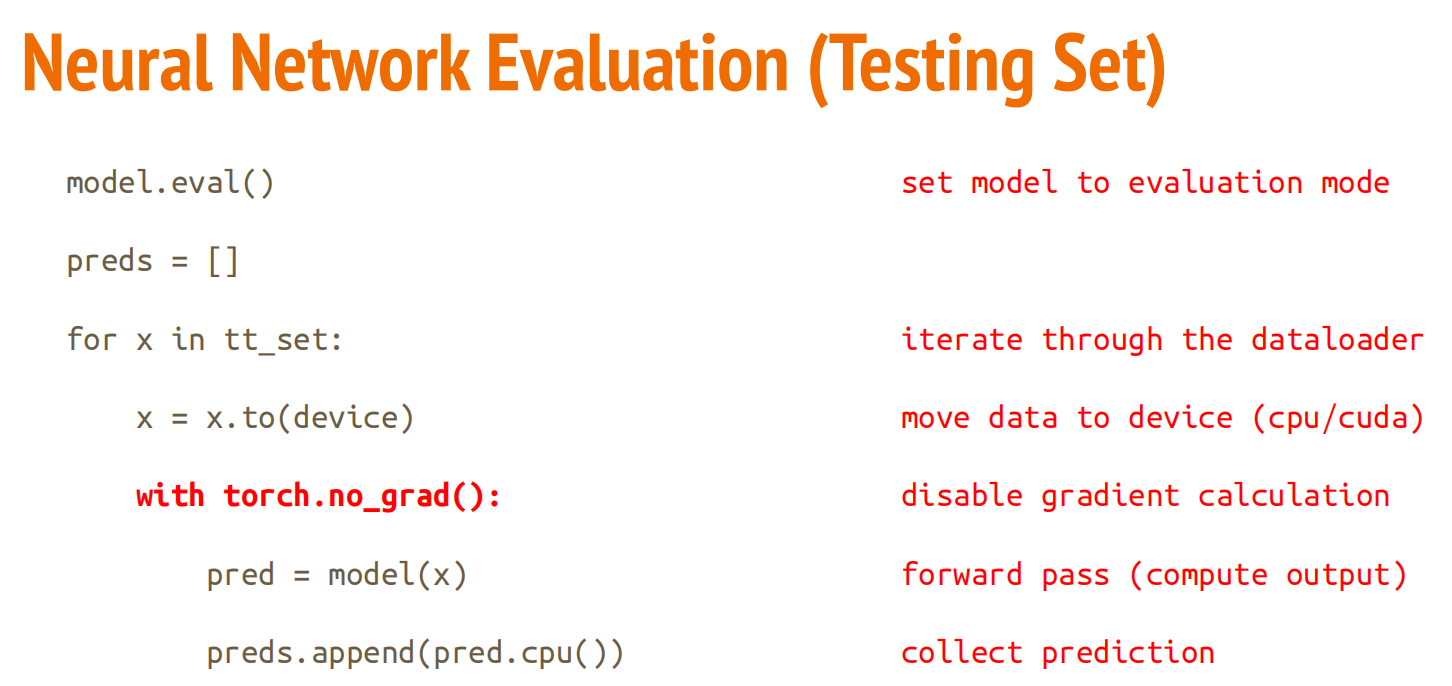 Neural Network Evaluation (Testing Set)
model.eval() set model to evaluation mode
preds = []
for x in tt_set: iterate through the dataloader
x = x.to(device) move data to device (cpu/cuda)
with torch.no_grad(): disable gradient calculation
pred = model(x) forward pass (compute output)
preds.append(pred.cpu()) collect prediction